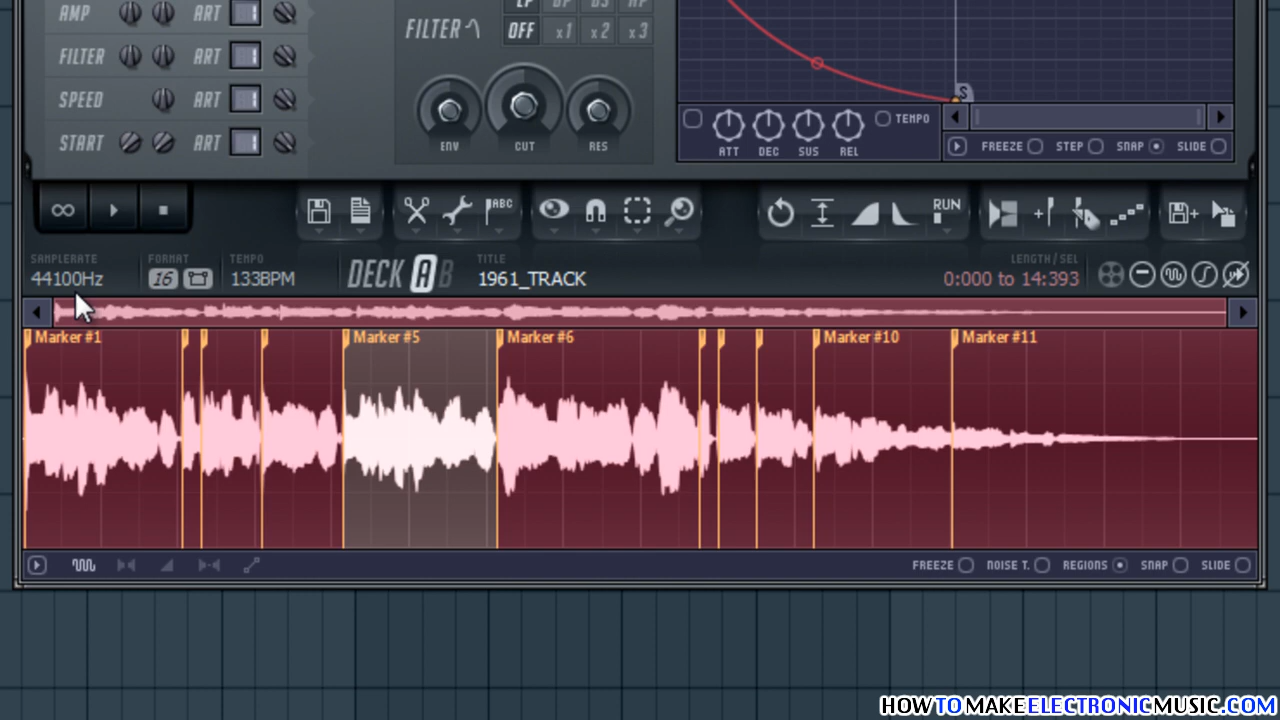 AMP ART
FILTER ART
SPEED ART
START ART
FILTER
OFF x1 x2 x3
ENV CUT RES
S
ATT DEC SUS REL
TEMPO
FREEZE STEP SNAP SLIDE
ABC
RUN
SAMPLERATE
44100Hz
FORMAT
16
TEMPO
133BPM
DECK A B
TITLE
1961_TRACK
LENGTH / SEL
0:000 to 14:393
Marker #1 Marker #5 Marker #6 Marker #10 Marker #11
FREEZE NOISE T. REGIONS SNAP SLIDE
HOWTOMAKEELECTRONICMUSIC.COM